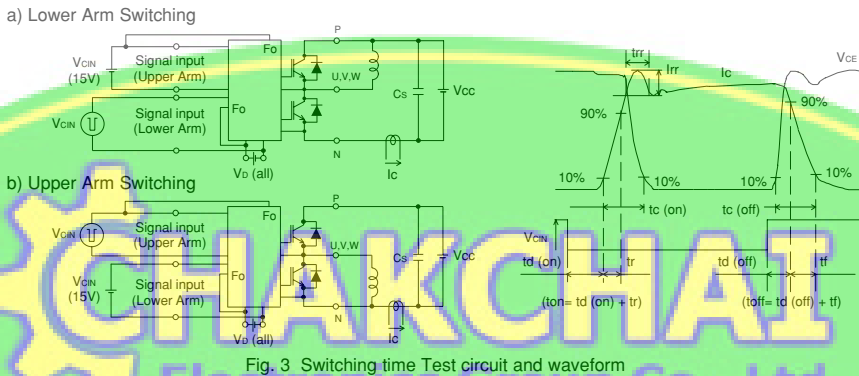 a) Lower Arm Switching
P
Fo
VCIN
(15V)
Signal input
(Upper Arm)
U,V,W
Signal input
(Lower Arm)
Fo
VCIN
CS
Vcc
N
VD (all)
Ic
b) Upper Arm Switching
P
Fo
VCIN
Signal input
(Upper Arm)
U,V,W
VCIN
(15V)
Signal input
(Lower Arm)
Fo
CS
Vcc
N
VD (all)
Ic
trr
Irr
Ic
VCE
90%
90%
10%
10%
10%
10%
tc (on)
tc (off)
VCIN
td (on)
tr
td (off)
tf
(ton= td (on) + tr)
(toff= td (off) + tf)
CHAKCHAI
Fig. 3 Switching time Test circuit and waveform